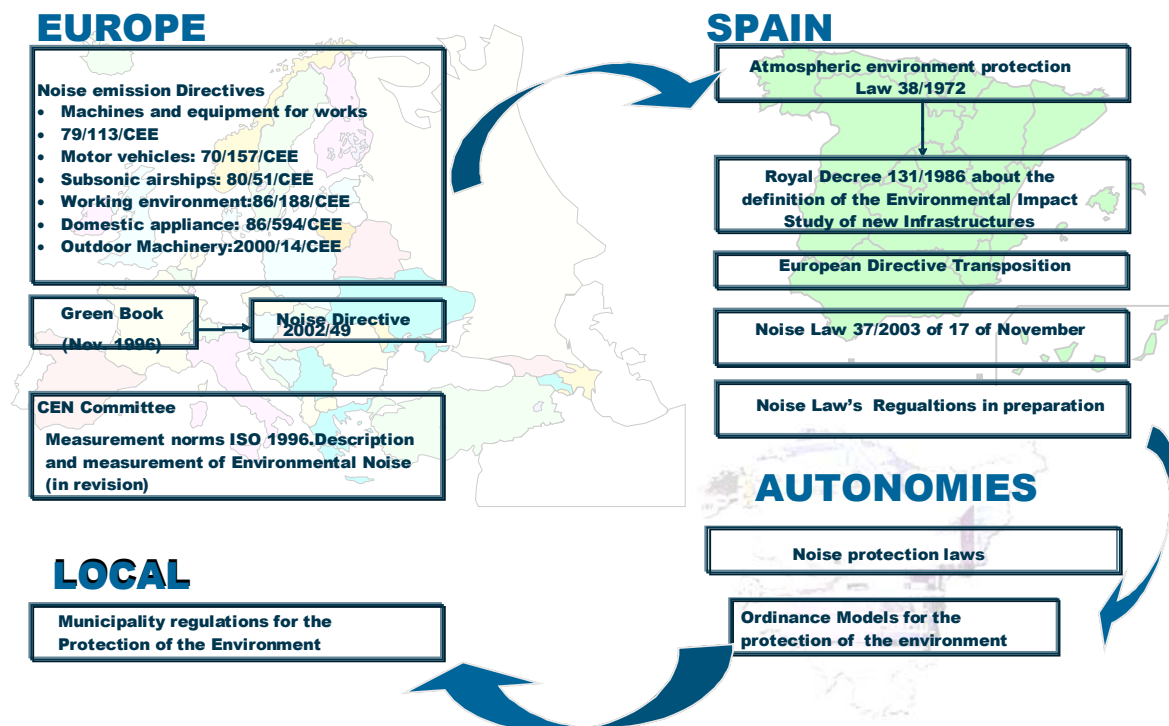 EUROPE
Noise emission Directives
• Machines and equipment for works
• 79/113/CEE
• Motor vehicles: 70/157/CEE
• Subsonic airships: 80/51/CEE
• Working environment:86/188/CEE
• Domestic appliance: 86/594/CEE
• Outdoor Machinery:2000/14/CEE
Green Book
(Nov. 1996)
Noise Directive
2002/49
CEN Committee
Measurement norms ISO 1996.Description
and measurement of Environmental Noise
(in revision)
SPAIN
Atmospheric environment protection
Law 38/1972
Royal Decree 131/1986 about the
definition of the Environmental Impact
Study of new Infrastructures
European Directive Transposition
Noise Law 37/2003 of 17 of November
Noise Law's Regualtions in preparation
AUTONOMIES
Noise protection laws
Ordinance Models for the
protection of the environment
LOCAL
Municipality regulations for the
Protection of the Environment